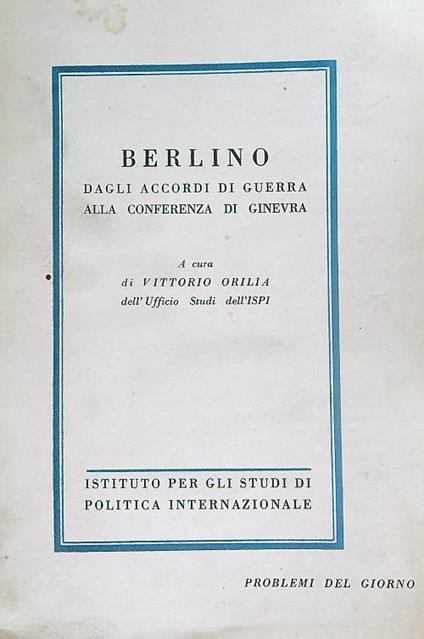 BERLINO
DAGLI ACCORDI DI GUERRA
ALLA CONFERENZA DI GINEVRA
A cura
di VITTORIO ORILIA
dell'Ufficio Studi dell'ISPI
ISTITUTO PER GLI STUDI DI
POLITICA INTERNAZIONALE
PROBLEMI DEL GIORNO